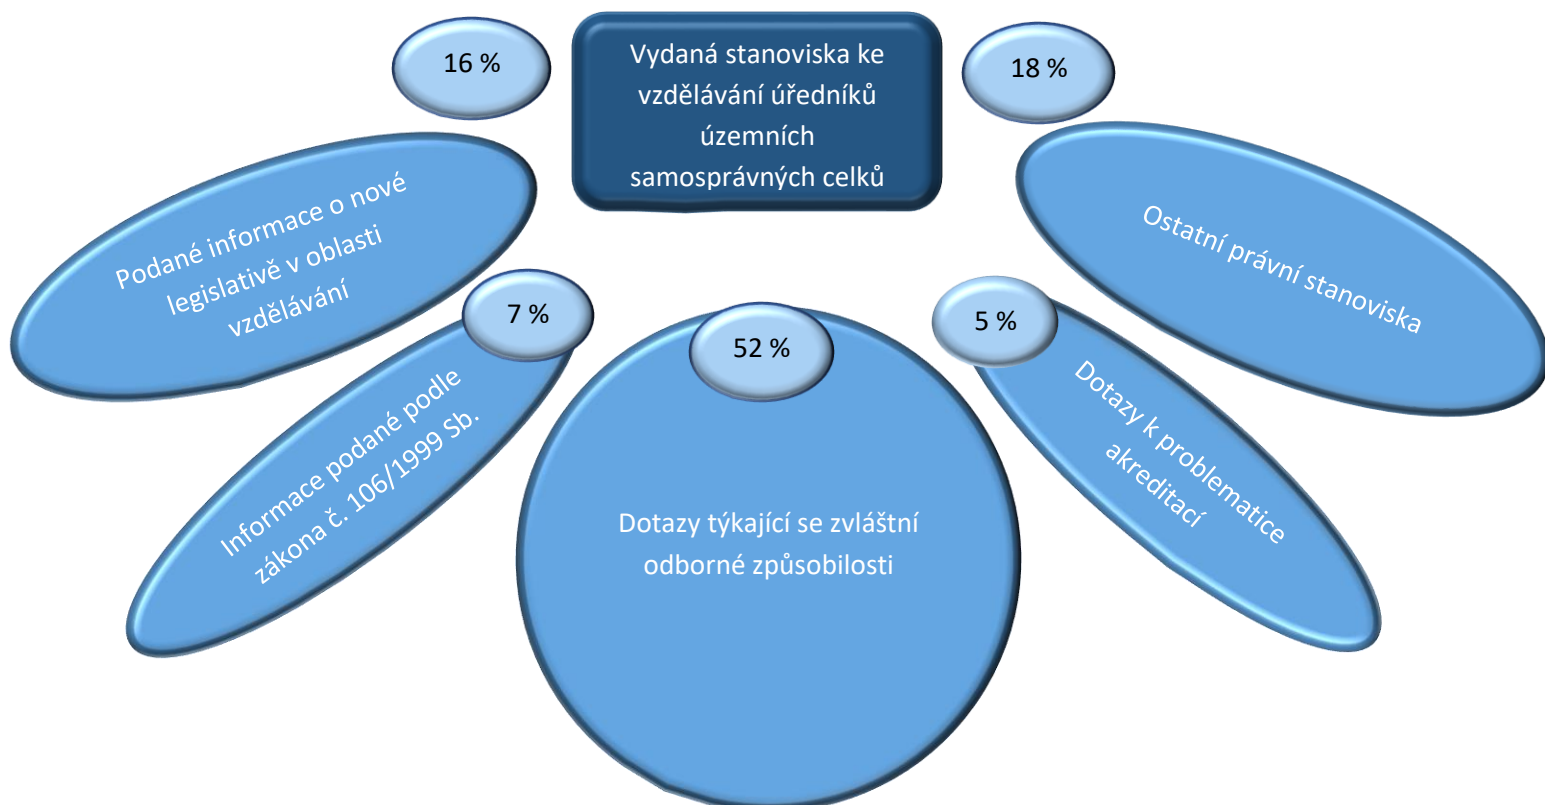 16 %
Vydaná stanoviska ke
vzdělávání úředníků
územních
samosprávných celků
18 %
Podané informace o nové
legislativě v oblasti
vzdělávání
Ostatní právní stanoviska
7 %
Informace podané podle
zákona č. 106/1999 Sb.
52 %
Dotazy týkající se zvláštní
odborné způsobilosti
5 %
Dotazy k problematice
akreditací